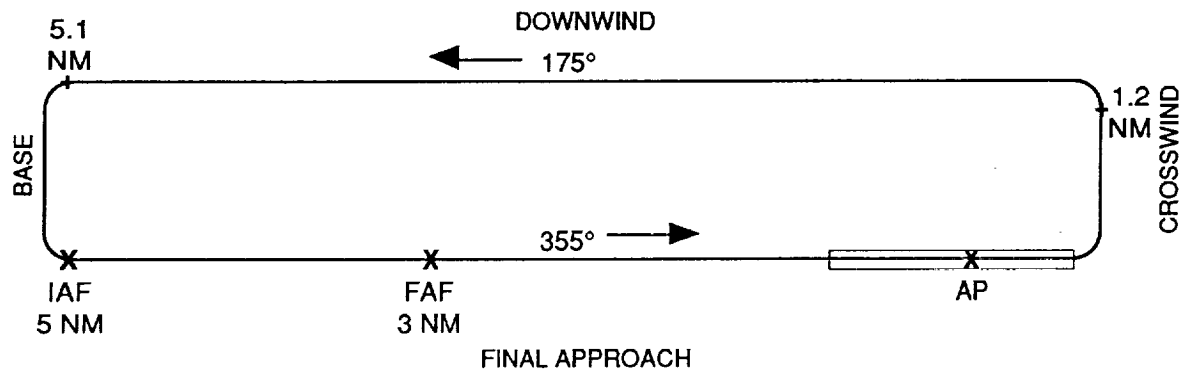 DOWNWIND
5.1
NM
175°
1.2
NM
CROSSWIND
BASE
355°
IAF
5 NM
FAF
3 NM
AP
FINAL APPROACH